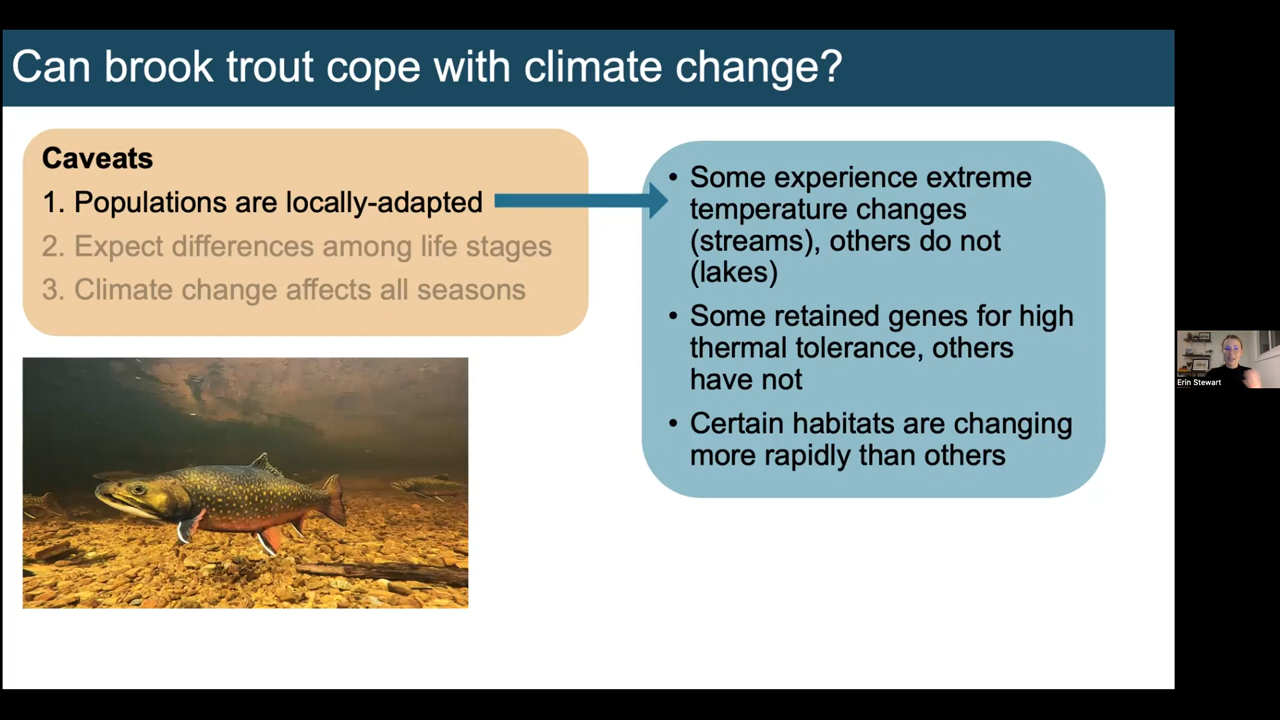 Can brook trout cope with climate change?
Caveats
1. Populations are locally-adapted
2. Expect differences among life stages
3. Climate change affects all seasons
• Some experience extreme
temperature changes
(streams), others do not
(lakes)
• Some retained genes for high
thermal tolerance, others
have not
• Certain habitats are changing
more rapidly than others
Erin Stewart